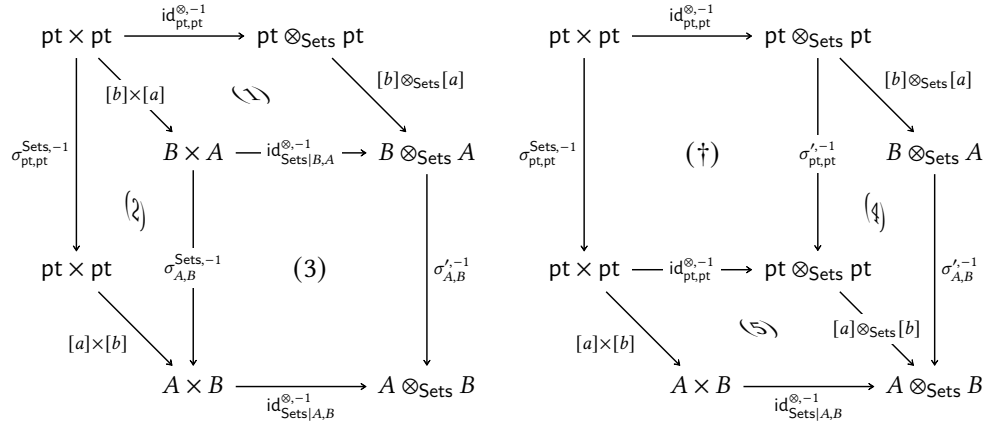 id^{⊗,-1}_{pt,pt} id^{⊗,-1}_{pt,pt}
pt × pt pt ⊗_{Sets} pt pt × pt pt ⊗_{Sets} pt
[b]×[a] (1) [b]⊗_{Sets}[a] [b]⊗_{Sets}[a]
σ^{Sets,-1}_{pt,pt} B × A id^{⊗,-1}_{Sets|B,A} B ⊗_{Sets} A σ^{Sets,-1}_{pt,pt} (†) σ^{′,-1}_{pt,pt} B ⊗_{Sets} A
(2) (4)
pt × pt σ^{Sets,-1}_{A,B} (3) σ^{′,-1}_{A,B} pt × pt id^{⊗,-1}_{pt,pt} pt ⊗_{Sets} pt σ^{′,-1}_{A,B}
[a]×[b] [a]×[b] (5) [a]⊗_{Sets}[b]
A × B A ⊗_{Sets} B A × B A ⊗_{Sets} B
id^{⊗,-1}_{Sets|A,B} id^{⊗,-1}_{Sets|A,B}